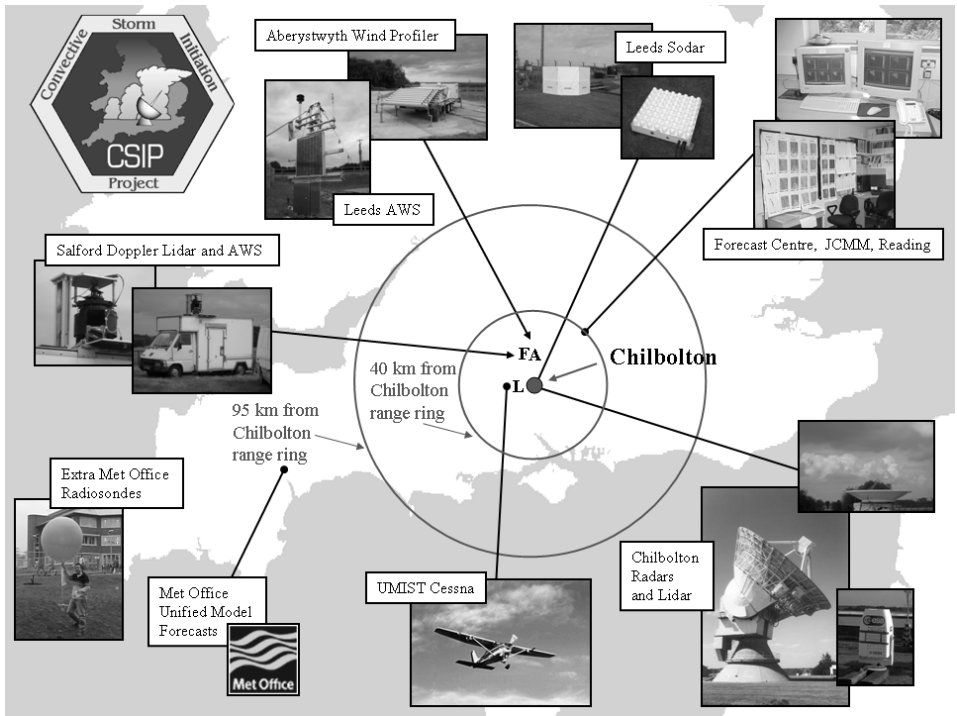 Convective
Storm
Initiation
CSIP
Project
Aberystwyth Wind Profiler
Leeds AWS
Leeds Sodar
Forecast Centre, JCMM, Reading
Salford Doppler Lidar and AWS
FA
L
Chilbolton
40 km from
Chilbolton
range ring
95 km from
Chilbolton
range ring
Extra Met Office
Radiosondes
Met Office
Unified Model
Forecasts
Met Office
UMIST Cessna
Chilbolton
Radars
and Lidar